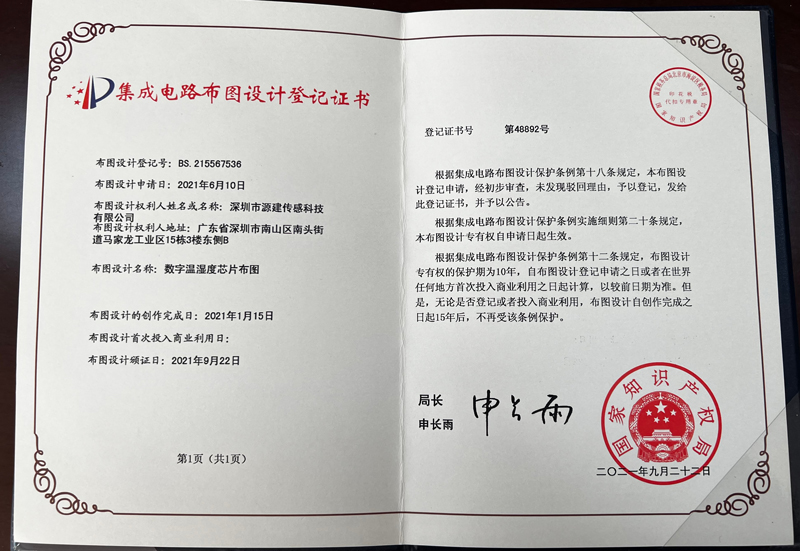 集成电路布图设计登记证书
布图设计登记号：BS. 215567536
布图设计申请日：2021年6月10日
布图设计权利人姓名或名称：深圳市源建传感科技
有限公司
布图设计权利人地址：广东省深圳市南山区南头街
道马家龙工业区15栋3楼东侧B
布图设计名称：数字温湿度芯片布图
布图设计的创作完成日：2021年1月15日
布图设计首次投入商业利用日：
布图设计颁证日：2021年9月22日
第1页（共1页）
印花税
代扣专用章
国家知识产权局
登记证书号 第48892号
根据集成电路布图设计保护条例第十八条规定，本布图设
计登记申请，经初步审查，未发现驳回理由，予以登记，发给
此登记证书，并予以公告。
根据集成电路布图设计保护条例实施细则第二十条规定，
本布图设计专有权自申请日起生效。
根据集成电路布图设计保护条例第十二条规定，布图设计
专有权的保护期为10年，自布图设计登记申请之日或者在世界
任何地方首次投入商业利用之日起计算，以较前日期为准。但
是，无论是否登记或者投入商业利用，布图设计自创作完成之
日起15年后，不再受该条例保护。
局长
申长雨
申长雨
国家知识产权局
二〇二一年九月二十二日